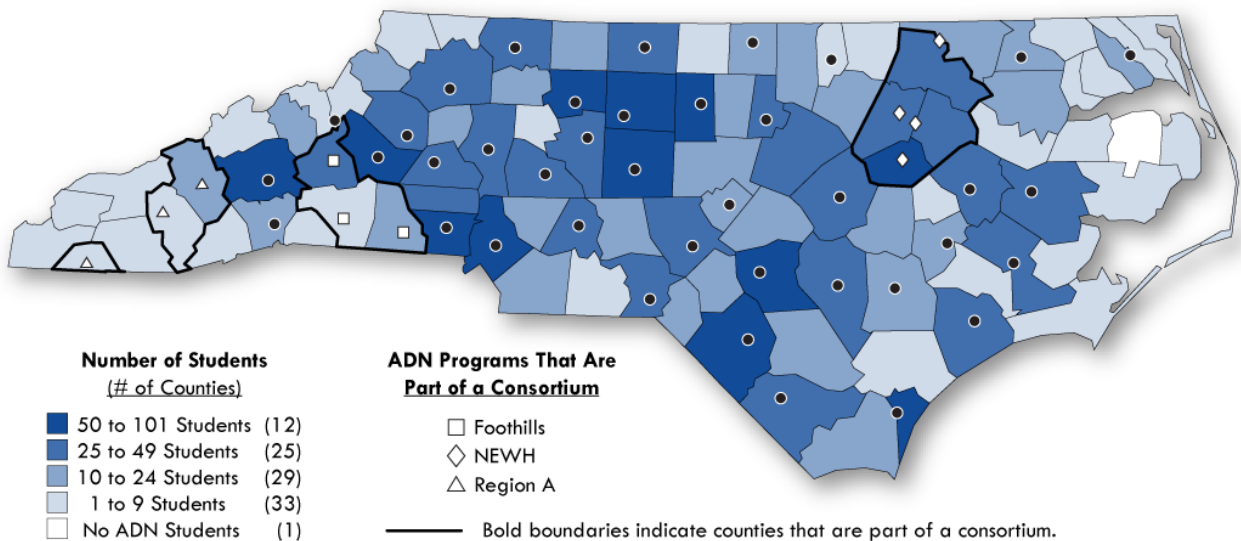 Number of Students
(# of Counties)
50 to 101 Students (12)
25 to 49 Students (25)
10 to 24 Students (29)
1 to 9 Students (33)
No ADN Students (1)
ADN Programs That Are
Part of a Consortium
Foothills
NEWH
Region A
Bold boundaries indicate counties that are part of a consortium.